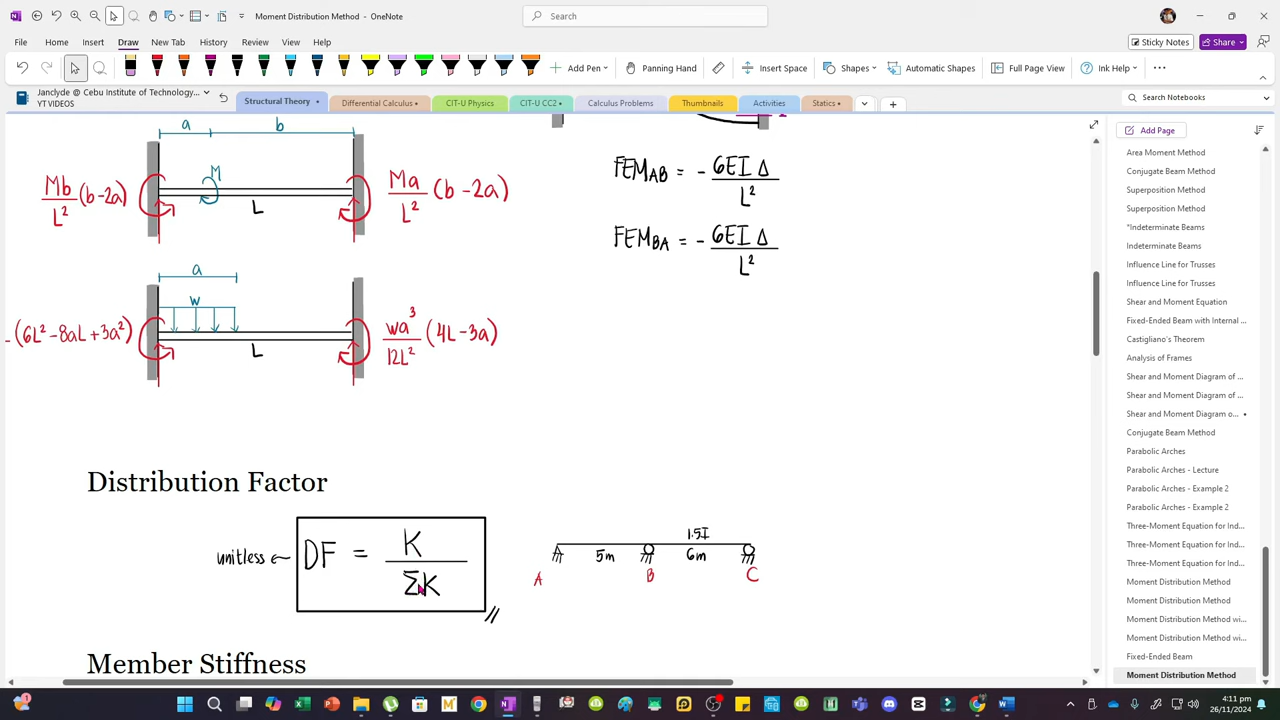 Moment Distribution Method - OneNote
Search
File Home Insert Draw New Tab History Review View Help
Sticky Notes Share
Add Pen Panning Hand Insert Space Shapes Automatic Shapes Full Page View Ink Help
Janclyde @ Cebu Institute of Technology...
YT VIDEOS
Structural Theory Differential Calculus CIT-U Physics CIT-U CC2 Calculus Problems Thumbnails Activities Statics
Search Notebooks
Add Page
Area Moment Method
Conjugate Beam Method
Superposition Method
Superposition Method
*Indeterminate Beams
Indeterminate Beams
Influence Line for Trusses
Influence Line for Trusses
Shear and Moment Equation
Fixed-Ended Beam with Internal ...
Castigliano's Theorem
Analysis of Frames
Shear and Moment Diagram of ...
Shear and Moment Diagram of ...
Shear and Moment Diagram o...
Conjugate Beam Method
Parabolic Arches
Parabolic Arches - Lecture
Parabolic Arches - Example 2
Parabolic Arches - Example 2
Three-Moment Equation for Ind...
Three-Moment Equation for Ind...
Three-Moment Equation for Ind...
Moment Distribution Method
Moment Distribution Method
Moment Distribution Method wi...
Moment Distribution Method wi...
Fixed-Ended Beam
Moment Distribution Method
a b
M
Mb/L² (b-2a)
Ma/L² (b-2a)
L
FEM_AB = - 6EIΔ/L²
FEM_BA = - 6EIΔ/L²
a
w
(6L²-8aL+3a²)
wa³/12L² (4L-3a)
L
Distribution Factor
unitless ← DF = K/ΣK
1.5I
5m 6m
A B C
Member Stiffness
1
4:11 pm
26/11/2024